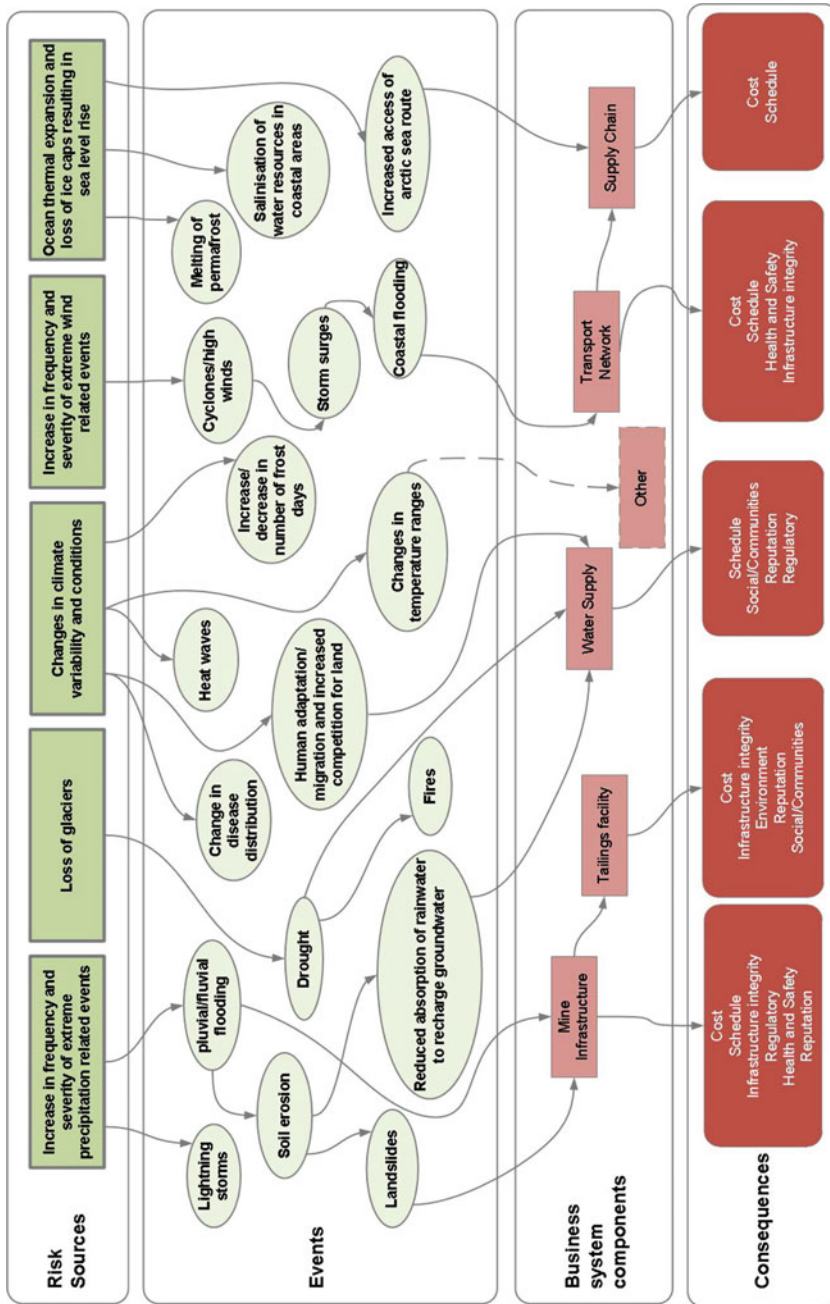 Risk
Sources
Increase in frequency and
severity of extreme
precipitation related events
Loss of glaciers
Changes in climate
variability and conditions
Increase in frequency and
severity of extreme wind
related events
Ocean thermal expansion and
loss of ice caps resulting in
sea level rise
Events
Lightning
storms
pluvial/fluvial
flooding
Soil erosion
Landslides
Drought
Reduced absorption of rainwater
to recharge groundwater
Fires
Change in
disease
distribution
Heat waves
Human adaptation/
migration and increased
competition for land
Increase/
decrease in
number of frost
days
Changes in
temperature ranges
Cyclones/high
winds
Storm surges
Coastal flooding
Melting of
permafrost
Salinisation of
water resources in
coastal areas
Increased access of
arctic sea route
Business
system
components
Mine
Infrastructure
Tailings facility
Water Supply
Other
Transport
Network
Supply Chain
Consequences
Cost
Schedule
Infrastructure integrity
Regulatory
Health and Safety
Reputation
Cost
Infrastructure integrity
Environment
Reputation
Social/Communities
Schedule
Social/Communities
Reputation
Regulatory
Cost
Schedule
Health and Safety
Infrastructure integrity
Cost
Schedule